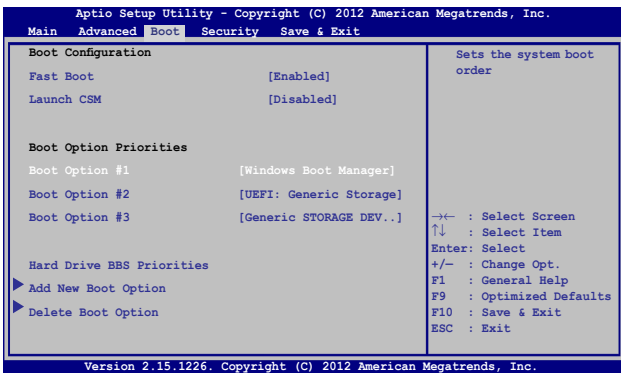 Aptio Setup Utility - Copyright (C) 2012 American Megatrends, Inc.
Main Advanced Boot Security Save & Exit
Boot Configuration
Fast Boot [Enabled]
Launch CSM [Disabled]
Boot Option Priorities
Boot Option #1 [Windows Boot Manager]
Boot Option #2 [UEFI: Generic Storage]
Boot Option #3 [Generic STORAGE DEV..]
Hard Drive BBS Priorities
Add New Boot Option
Delete Boot Option
Sets the system boot
order
→← : Select Screen
↑↓ : Select Item
Enter: Select
+/— : Change Opt.
F1 : General Help
F9 : Optimized Defaults
F10 : Save & Exit
ESC : Exit
Version 2.15.1226. Copyright (C) 2012 American Megatrends, Inc.